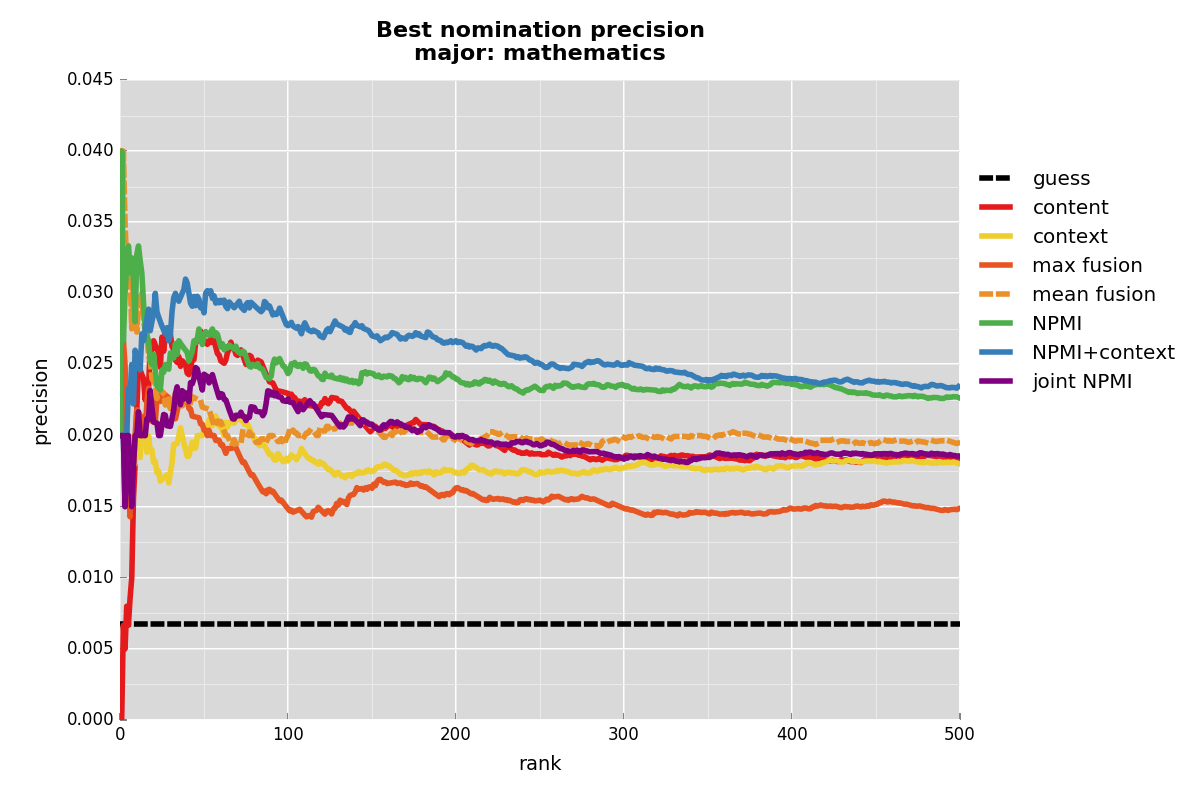 Best nomination precision
major: mathematics
0.045
0.040
0.035
0.030
0.025
0.020
0.015
0.010
0.005
0.000
precision
0
100
200
300
400
500
rank
guess
content
context
max fusion
mean fusion
NPMI
NPMI+context
joint NPMI